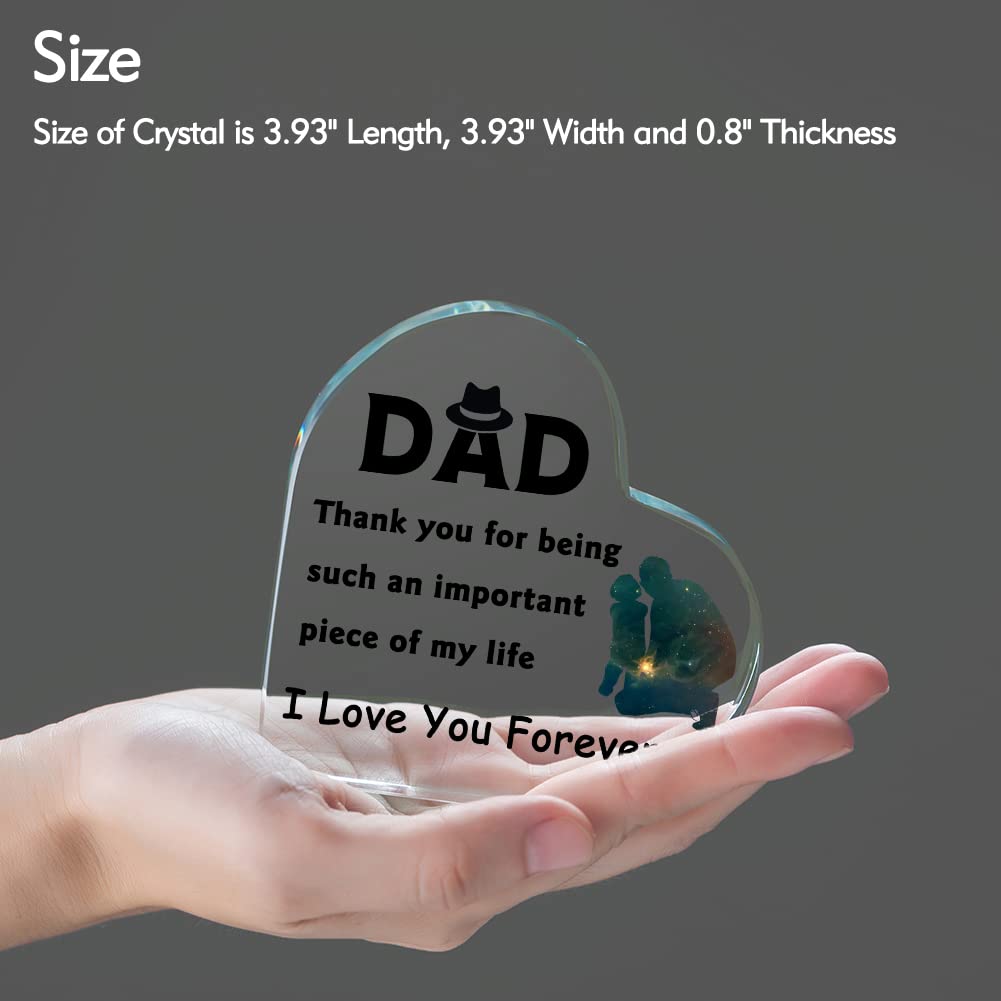 Size
Size of Crystal is 3.93" Length, 3.93" Width and 0.8" Thickness
DAD
Thank you for being
such an important
piece of my life
I Love You Forever